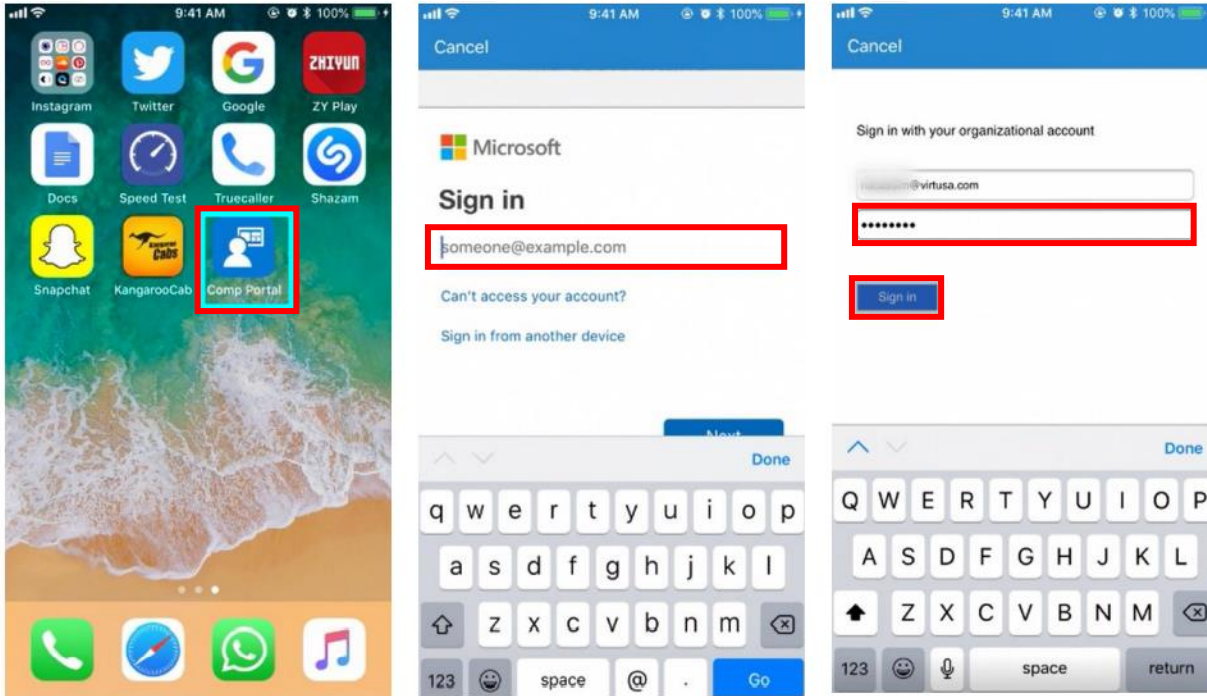 9:41 AM
100%
ZHIYUN
Instagram
Twitter
Google
ZY Play
Docs
Speed Test
Truecaller
Shazam
Kangaroo
Cabs
Snapchat
KangarooCab
Comp Portal
9:41 AM
100%
Cancel
Microsoft
Sign in
someone@example.com
Can't access your account?
Sign in from another device
Next
Done
q w e r t y u i o p
a s d f g h j k l
z x c v b n m
123 space @ . Go
9:41 AM
100%
Cancel
Sign in with your organizational account
@virtusa.com
••••••••
Sign in
Done
Q W E R T Y U I O P
A S D F G H J K L
Z X C V B N M
123 space return